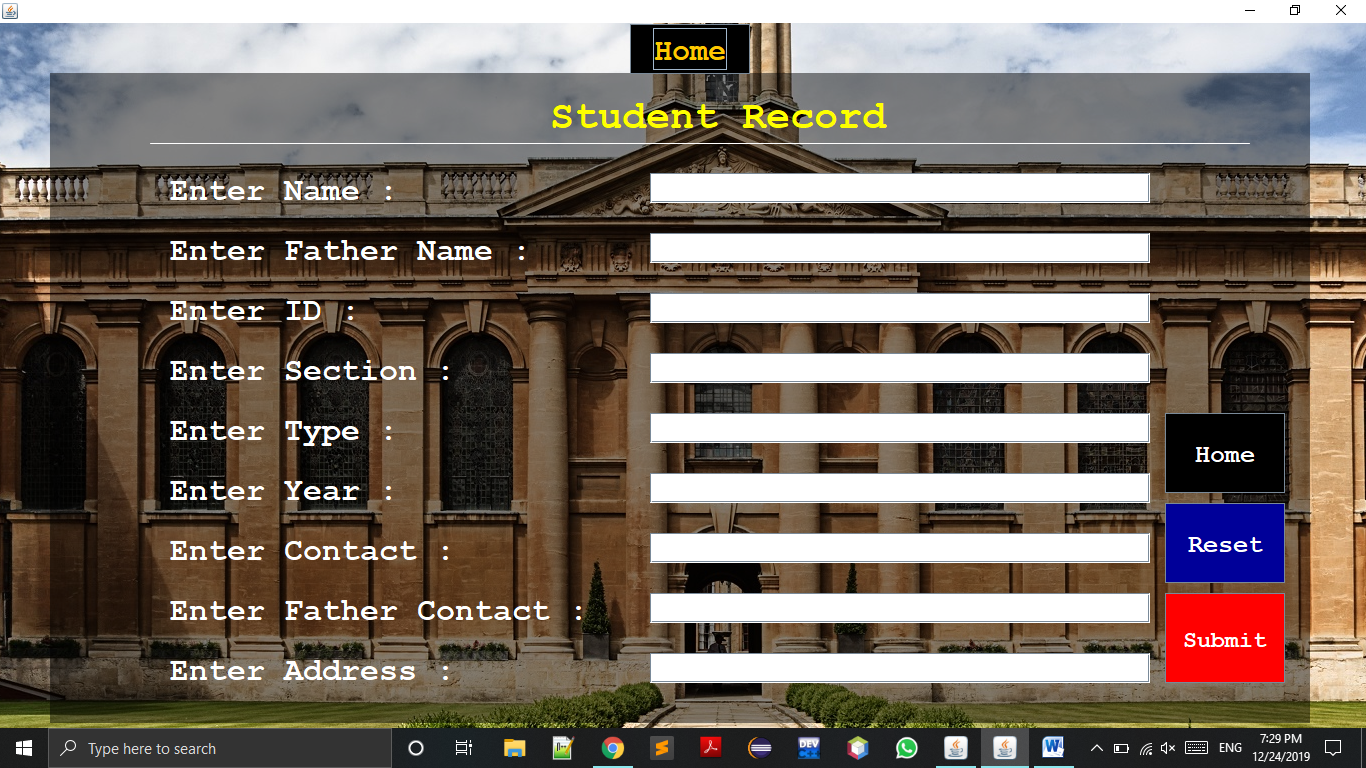 Home
Student Record
Enter Name :
Enter Father Name :
Enter ID :
Enter Section :
Enter Type :
Enter Year :
Enter Contact :
Enter Father Contact :
Enter Address :
Home
Reset
Submit
Type here to search
DEV
W
ENG
7:29 PM
12/24/2019